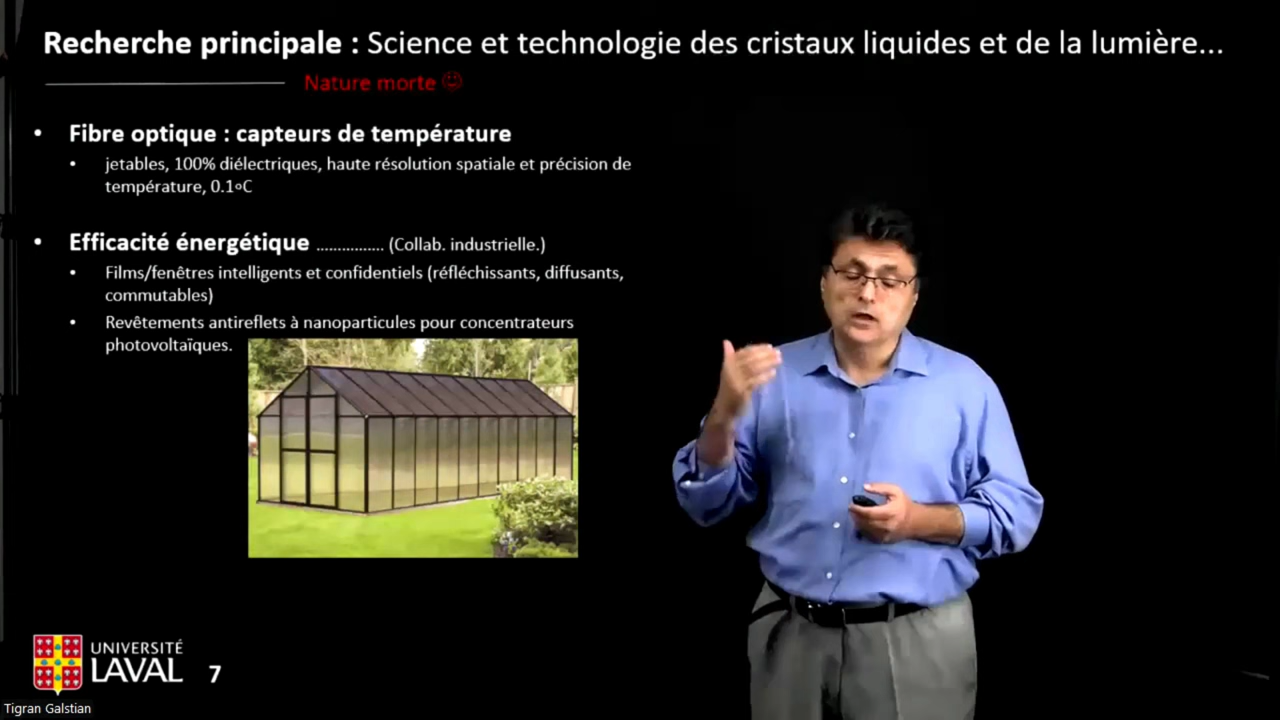 Recherche principale : Science et technologie des cristaux liquides et de la lumière...
Nature morte ☺
• Fibre optique : capteurs de température
• jetables, 100% diélectriques, haute résolution spatiale et précision de
température, 0.1ºC
• Efficacité énergétique ................ (Collab. industrielle.)
• Films/fenêtres intelligents et confidentiels (réfléchissants, diffusants,
commutables)
• Revêtements antireflets à nanoparticules pour concentrateurs
photovoltaïques.
UNIVERSITÉ
LAVAL
7
Tigran Galstian